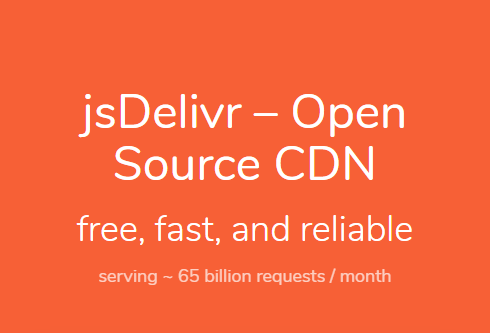 jsDelivr – Open
Source CDN
free, fast, and reliable
serving ~ 65 billion requests / month